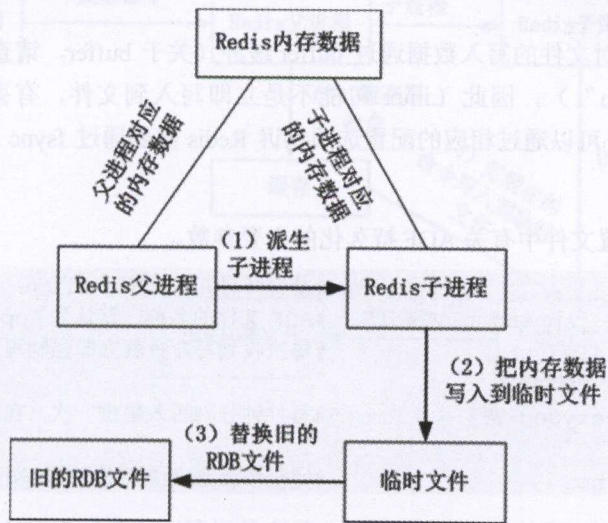 Redis内存数据
父进程对应
的内存数据
子进程对应
的内存数据
(1) 派生
子进程
Redis父进程
Redis子进程
(2) 把内存数据
写入到临时文件
(3) 替换旧的
RDB文件
旧的RDB文件
临时文件